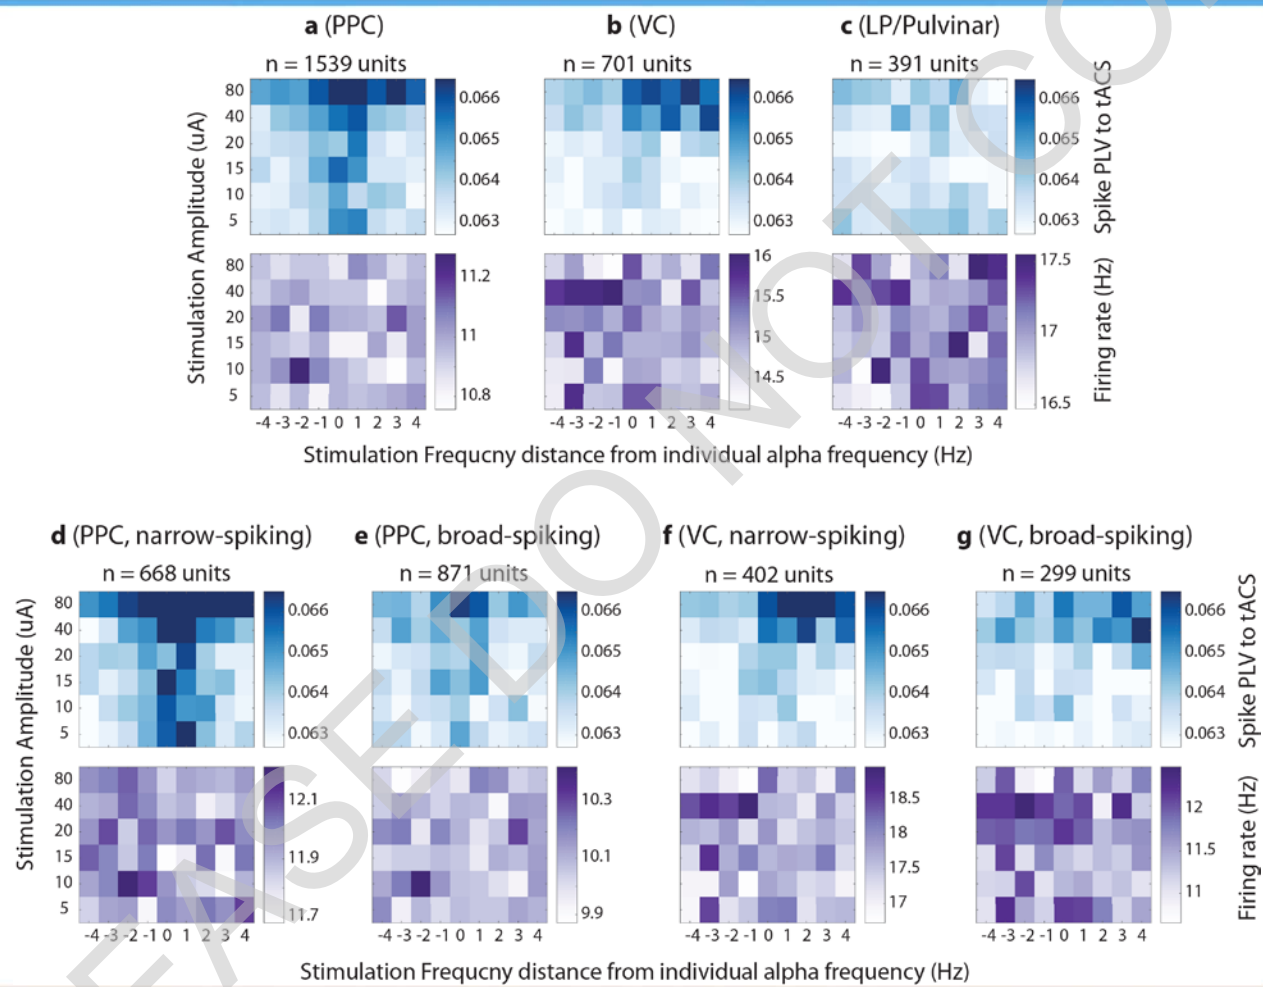 a (PPC)
b (VC)
c (LP/Pulvinar)
n = 1539 units
n = 701 units
n = 391 units
Stimulation Amplitude (uA)
80
40
20
15
10
5
0.066
0.065
0.064
0.063
0.066
0.065
0.064
0.063
0.066
0.065
0.064
0.063
Spike PLV to tACS
80
40
20
15
10
5
11.2
11
10.8
16
15.5
15
14.5
17.5
17
16.5
Firing rate (Hz)
-4 -3 -2 -1 0 1 2 3 4
-4 -3 -2 -1 0 1 2 3 4
-4 -3 -2 -1 0 1 2 3 4
Stimulation Frequcny distance from individual alpha frequency (Hz)
d (PPC, narrow-spiking)
e (PPC, broad-spiking)
f (VC, narrow-spiking)
g (VC, broad-spiking)
n = 668 units
n = 871 units
n = 402 units
n = 299 units
Stimulation Amplitude (uA)
80
40
20
15
10
5
0.066
0.065
0.064
0.063
0.066
0.065
0.064
0.063
0.066
0.065
0.064
0.063
0.066
0.065
0.064
0.063
Spike PLV to tACS
80
40
20
15
10
5
12.1
11.9
11.7
10.3
10.1
9.9
18.5
18
17.5
17
12
11.5
11
Firing rate (Hz)
-4 -3 -2 -1 0 1 2 3 4
-4 -3 -2 -1 0 1 2 3 4
-4 -3 -2 -1 0 1 2 3 4
-4 -3 -2 -1 0 1 2 3 4
Stimulation Frequcny distance from individual alpha frequency (Hz)
EASE DO NOT CO